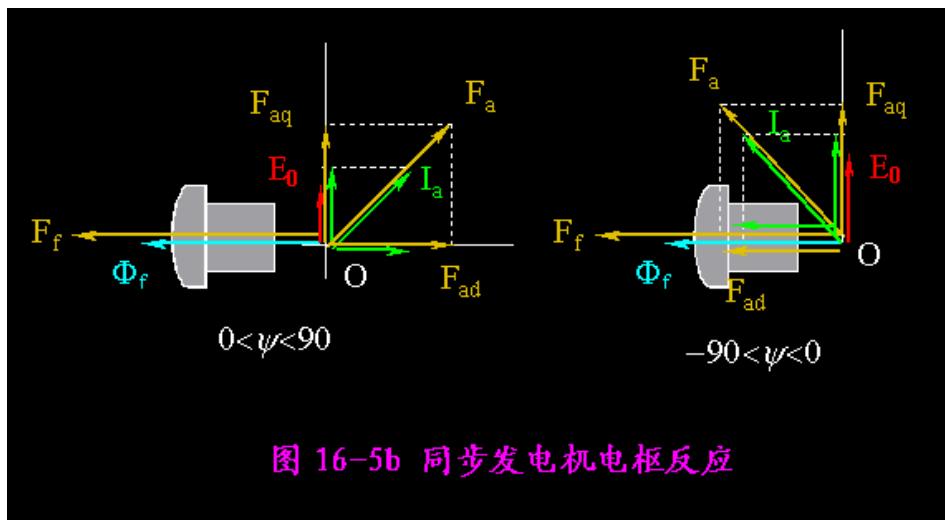 F_aq
F_a
E_0
I_a
F_f
Φ_f
O
F_ad
0<ψ<90
F_a
F_aq
I_a
E_0
F_f
Φ_f
O
F_ad
−90<ψ<0
图 16-5b 同步发电机电枢反应